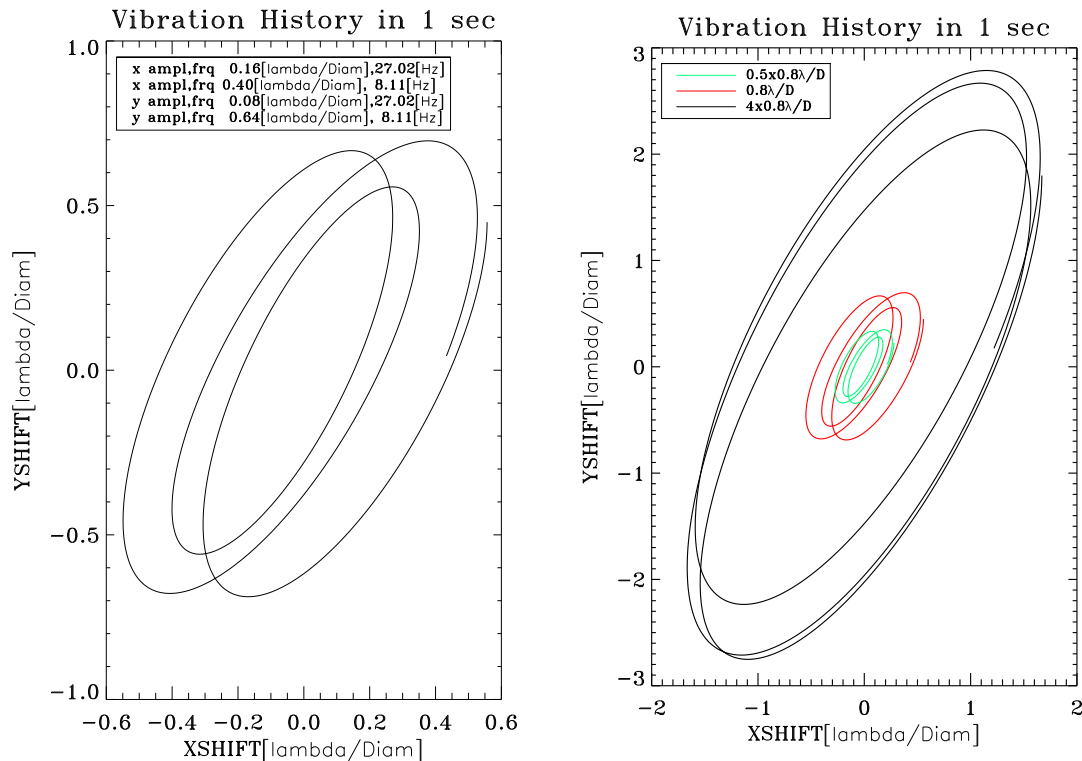 Vibration History in 1 sec
x ampl,frq 0.16[lambda/Diam],27.02[Hz]
x ampl,frq 0.40[lambda/Diam], 8.11[Hz]
y ampl,frq 0.08[lambda/Diam],27.02[Hz]
y ampl,frq 0.64[lambda/Diam], 8.11[Hz]
1.0
0.5
0.0
−0.5
−1.0
YSHIFT[lambda/Diam]
−0.6 −0.4 −0.2 0.0 0.2 0.4 0.6
XSHIFT[lambda/Diam]
Vibration History in 1 sec
0.5x0.8λ/D
0.8λ/D
4x0.8λ/D
3
2
1
0
−1
−2
−3
YSHIFT[lambda/Diam]
−2 −1 0 1 2
XSHIFT[lambda/Diam]